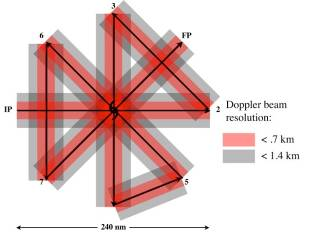 3
6
FP
IP
2
Doppler beam
resolution:
< .7 km
< 1.4 km
7
5
240 nm